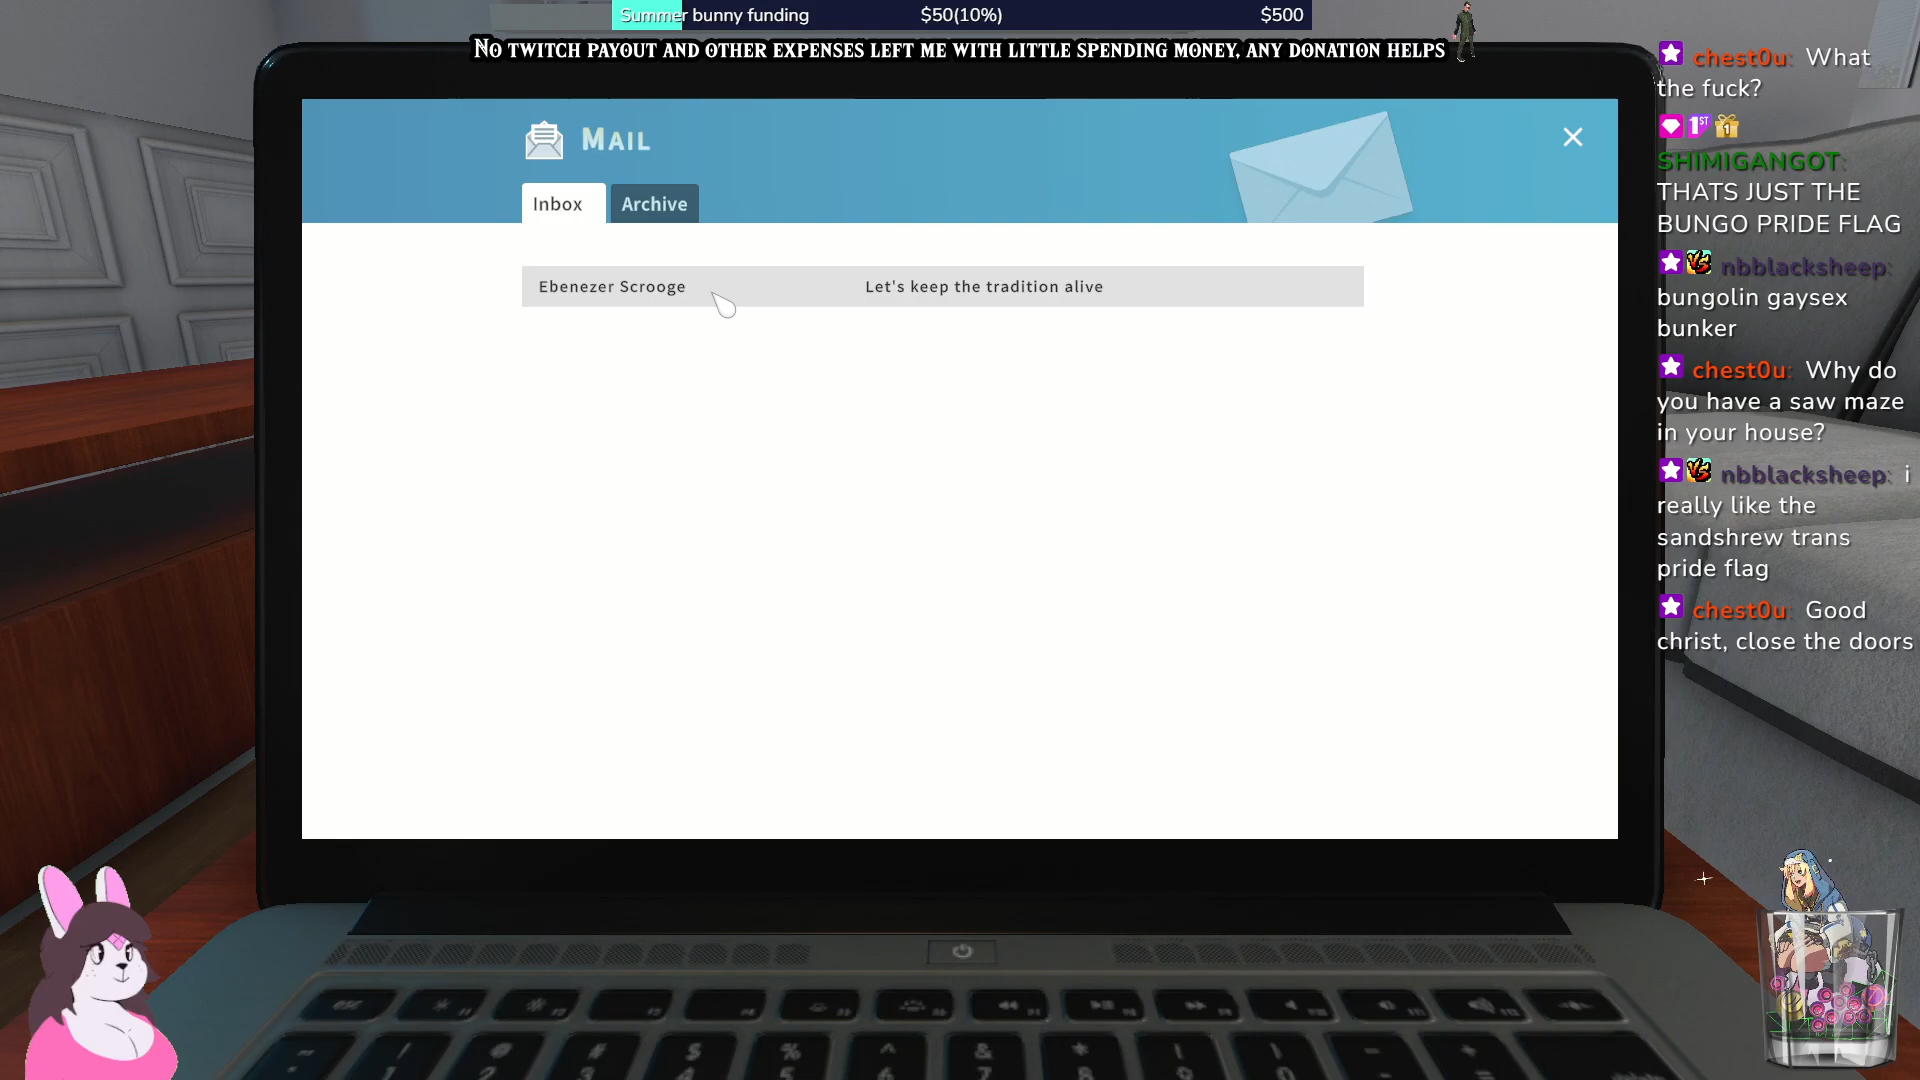 Summer bunny funding $50(10%) $500
No twitch payout and other expenses left me with little spending money, any donation helps
Mail
Inbox Archive
Ebenezer Scrooge Let's keep the tradition alive
chest0u: What
the fuck?
1ST 1
SHIMIGANGOT:
THATS JUST THE
BUNGO PRIDE FLAG
nbblacksheep:
bungolin gaysex
bunker
chest0u: Why do
you have a saw maze
in your house?
nbblacksheep: i
really like the
sandshrew trans
pride flag
chest0u: Good
christ, close the doors
esc